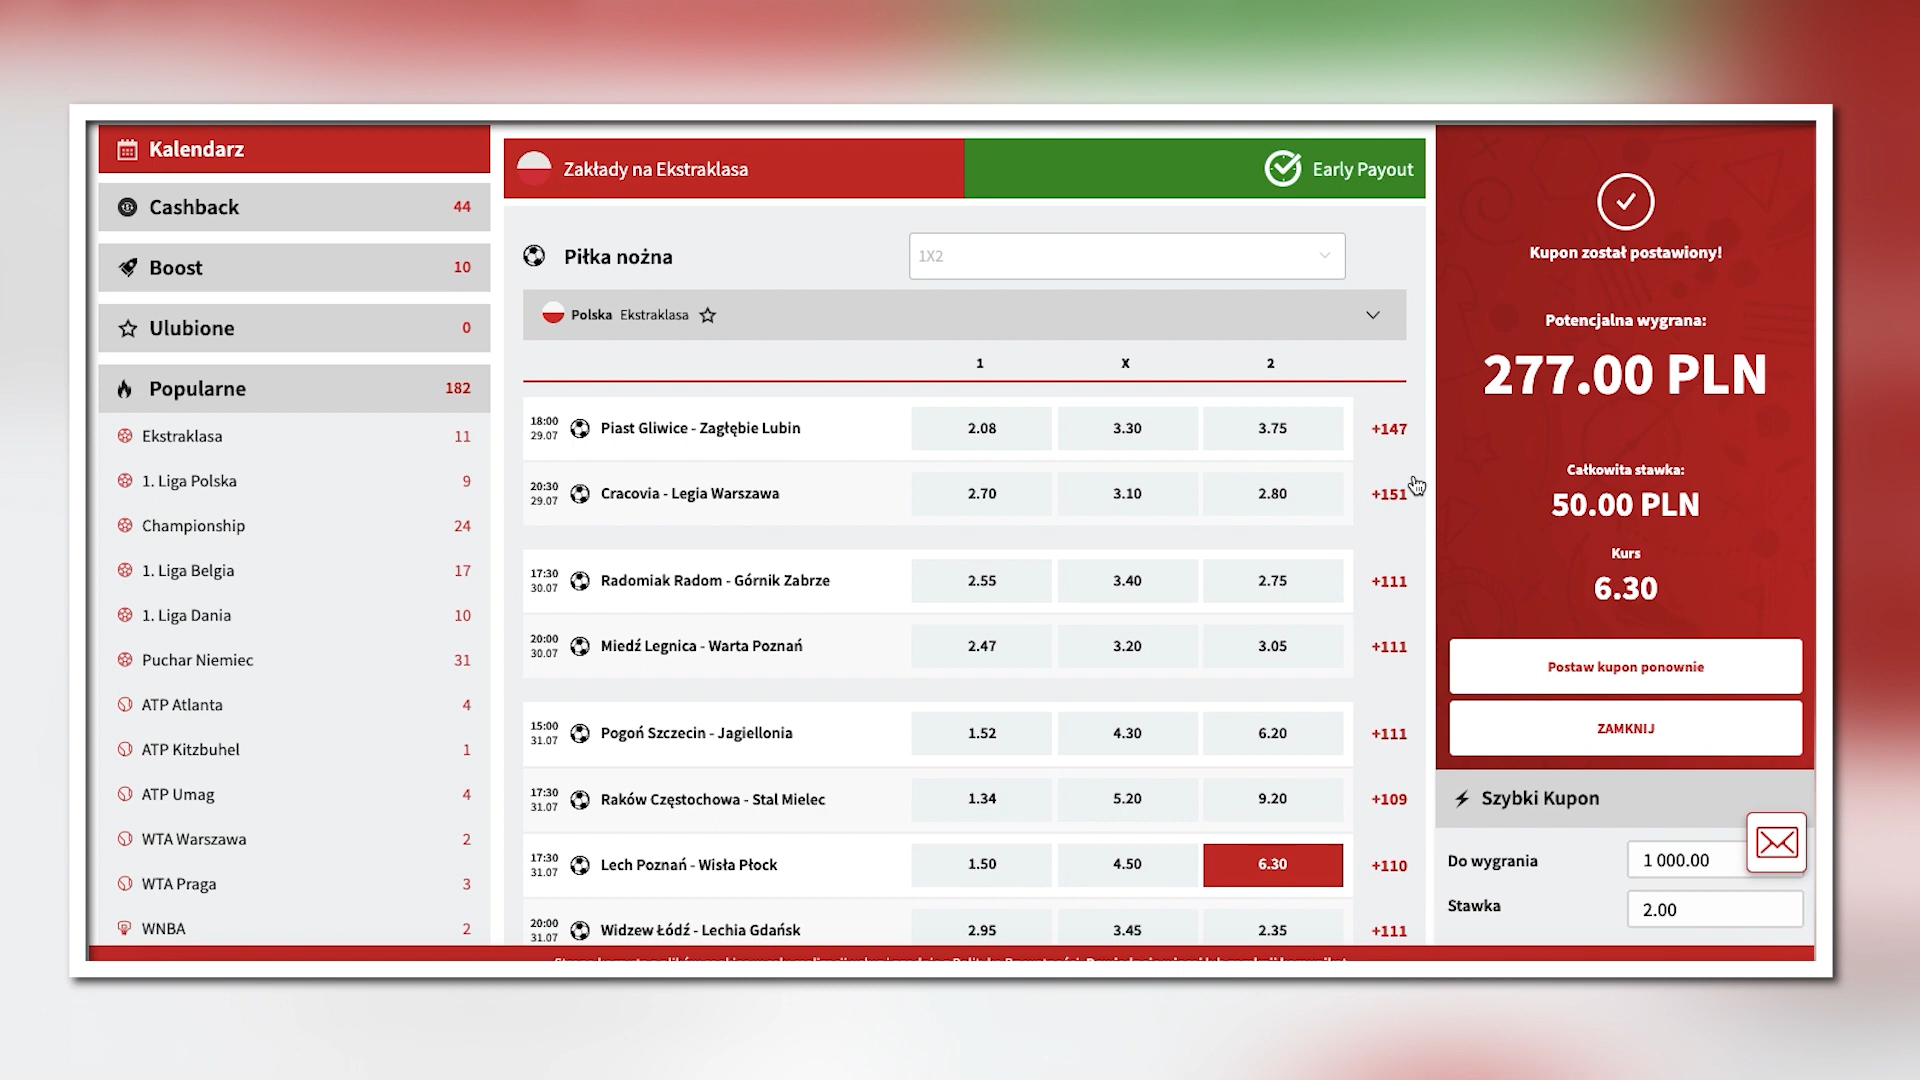 Kalendarz
Cashback 44
Boost 10
Ulubione 0
Popularne 182
Ekstraklasa 11
1. Liga Polska 9
Championship 24
1. Liga Belgia 17
1. Liga Dania 10
Puchar Niemiec 31
ATP Atlanta 4
ATP Kitzbuhel 1
ATP Umag 4
WTA Warszawa 2
WTA Praga 3
WNBA 2
Zakłady na Ekstraklasa Early Payout
Piłka nożna 1X2
Polska Ekstraklasa
1 X 2
18:00 29.07 Piast Gliwice - Zagłębie Lubin 2.08 3.30 3.75 +147
20:30 29.07 Cracovia - Legia Warszawa 2.70 3.10 2.80 +151
17:30 30.07 Radomiak Radom - Górnik Zabrze 2.55 3.40 2.75 +111
20:00 30.07 Miedź Legnica - Warta Poznań 2.47 3.20 3.05 +111
15:00 31.07 Pogoń Szczecin - Jagiellonia 1.52 4.30 6.20 +111
17:30 31.07 Raków Częstochowa - Stal Mielec 1.34 5.20 9.20 +109
17:30 31.07 Lech Poznań - Wisła Płock 1.50 4.50 6.30 +110
20:00 31.07 Widzew Łódź - Lechia Gdańsk 2.95 3.45 2.35 +111
Kupon został postawiony!
Potencjalna wygrana:
277.00 PLN
Całkowita stawka:
50.00 PLN
Kurs
6.30
Postaw kupon ponownie
ZAMKNIJ
Szybki Kupon
Do wygrania 1 000.00
Stawka 2.00